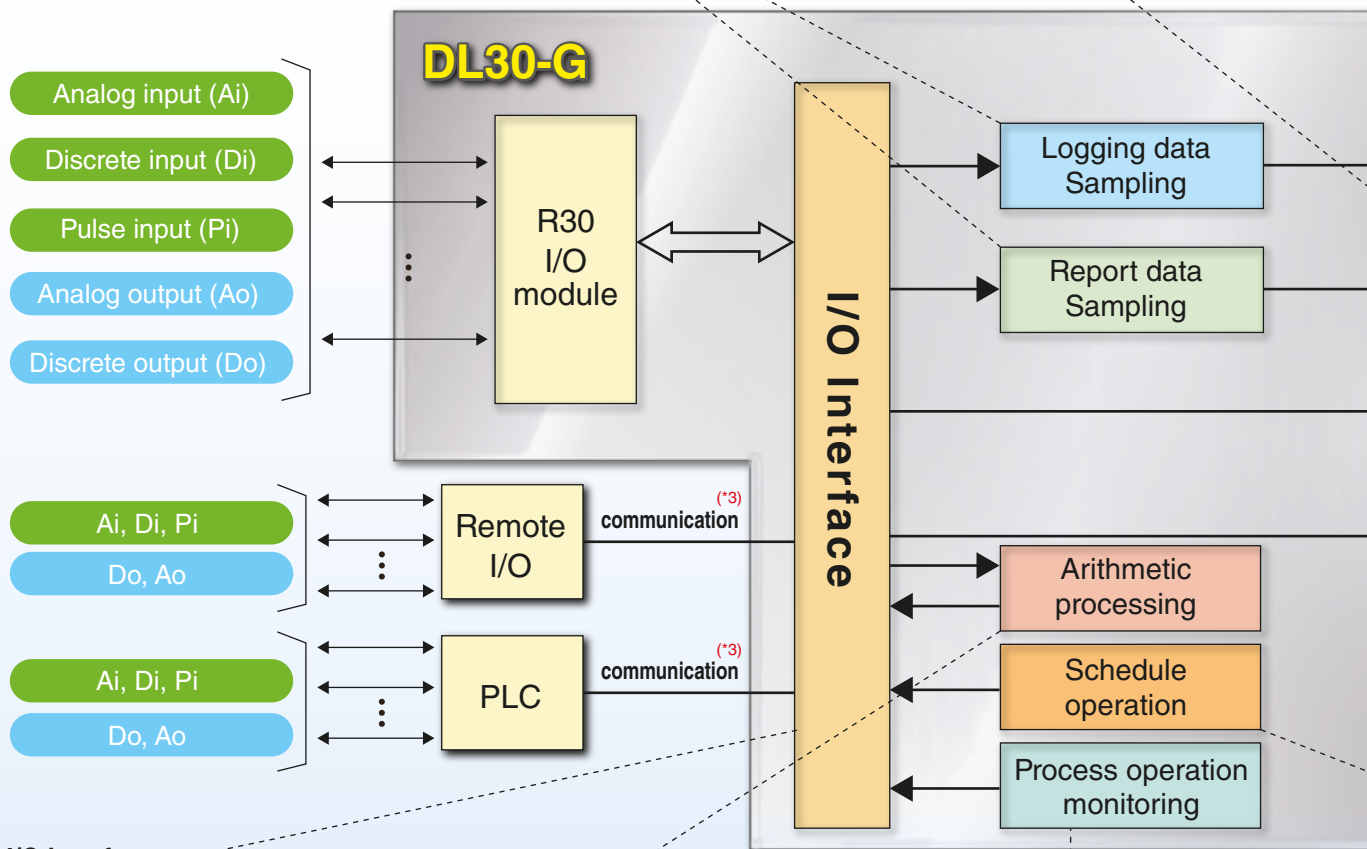 DL30-G
Analog input (Ai)
Discrete input (Di)
Pulse input (Pi)
Analog output (Ao)
Discrete output (Do)
R30
I/O
module
I/O Interface
Logging data
Sampling
Report data
Sampling
Ai, Di, Pi
Do, Ao
Remote
I/O
(*3)
communication
Ai, Di, Pi
Do, Ao
PLC
(*3)
communication
Arithmetic
processing
Schedule
operation
Process operation
monitoring